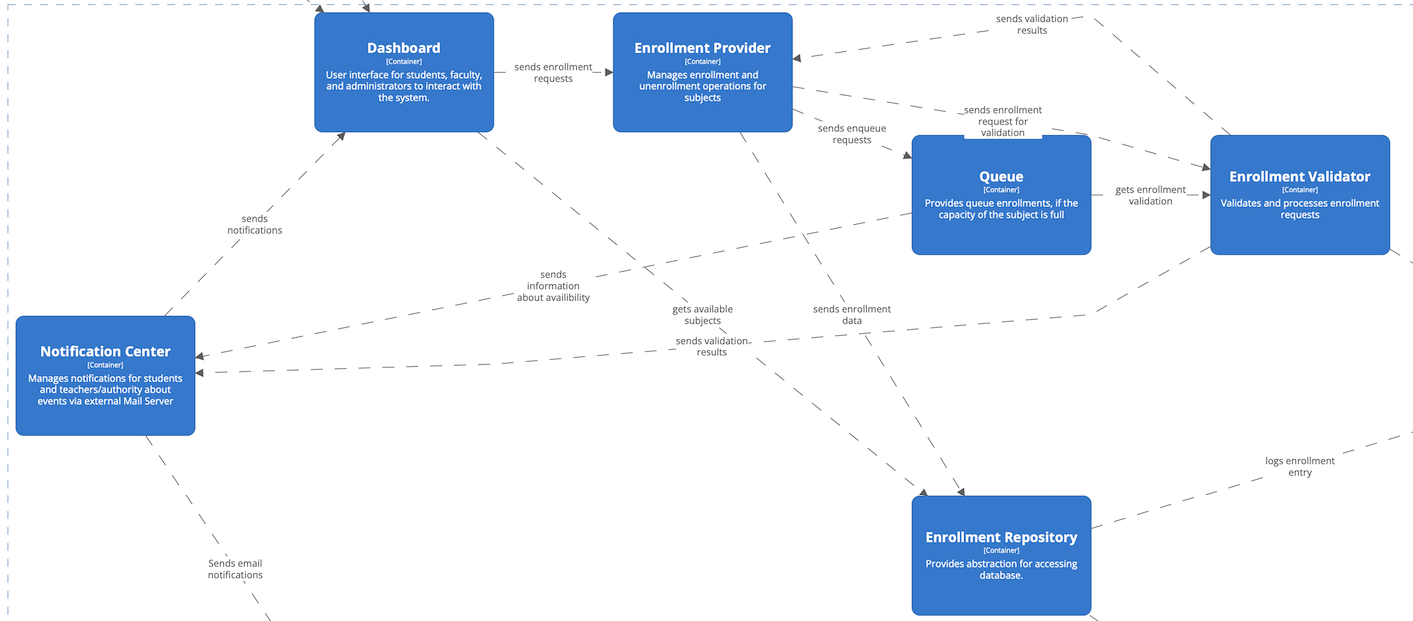 Dashboard
[Container]
User interface for students, faculty,
and administrators to interact with
the system.
sends enrollment
requests
Enrollment Provider
[Container]
Manages enrollment and
unenrollment operations for
subjects
sends validation
results
sends enrollment
request for
validation
sends enqueue
requests
Queue
[Container]
Provides queue enrollments, if the
capacity of the subject is full
gets enrollment
validation
Enrollment Validator
[Container]
Validates and processes enrollment
requests
sends
notifications
sends
information
about availibility
gets available
subjects
sends enrollment
data
sends validation
results
Notification Center
[Container]
Manages notifications for students
and teachers/authority about
events via external Mail Server
logs enrollment
entry
Enrollment Repository
[Container]
Provides abstraction for accessing
database.
Sends email
notifications